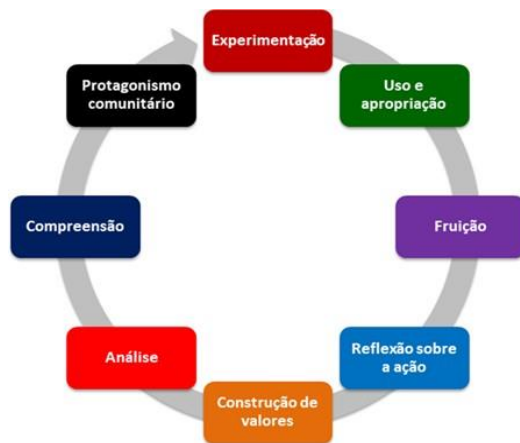 Experimentação
Uso e
apropriação
Fruição
Reflexão sobre
a ação
Construção de
valores
Análise
Compreensão
Protagonismo
comunitário